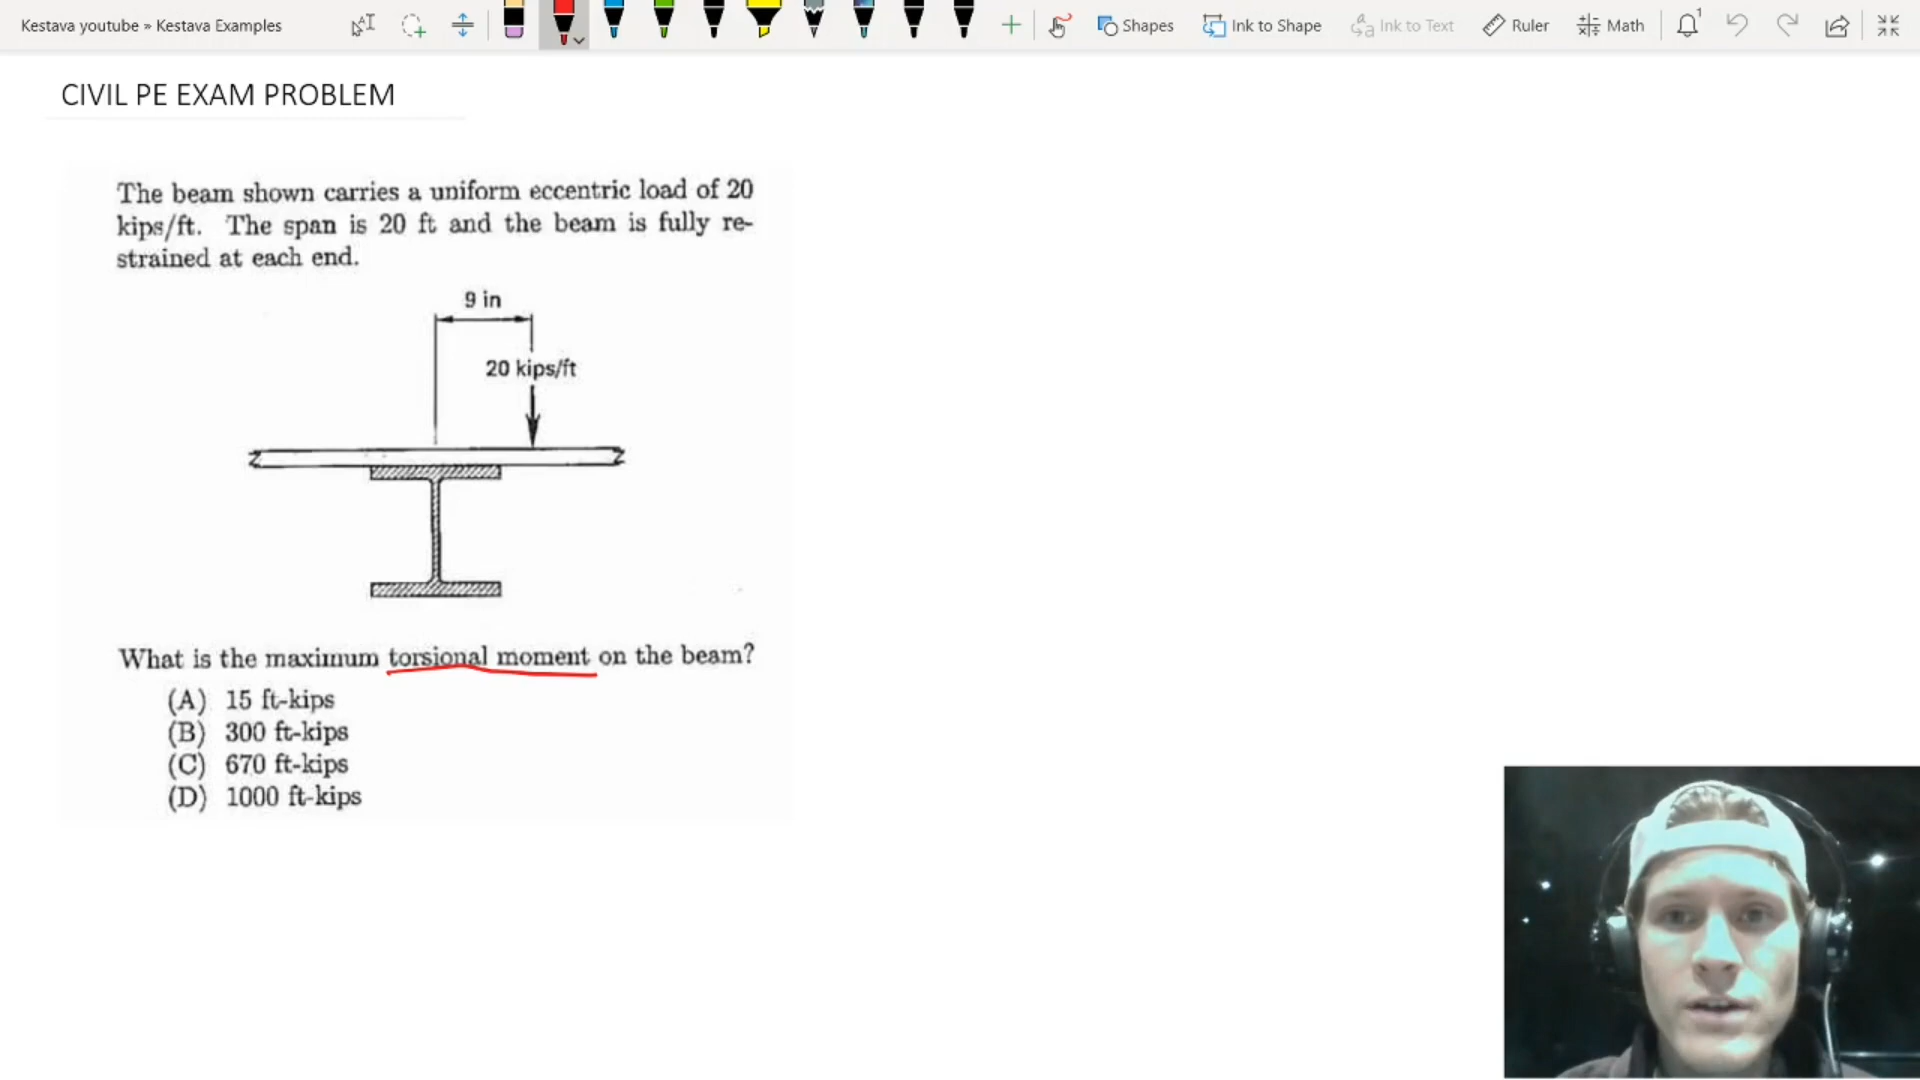 Kestava youtube » Kestava Examples
Shapes
Ink to Shape
Ink to Text
Ruler
Math
1
CIVIL PE EXAM PROBLEM
The beam shown carries a uniform eccentric load of 20
kips/ft. The span is 20 ft and the beam is fully re-
strained at each end.
9 in
20 kips/ft
What is the maximum torsional moment on the beam?
(A) 15 ft-kips
(B) 300 ft-kips
(C) 670 ft-kips
(D) 1000 ft-kips